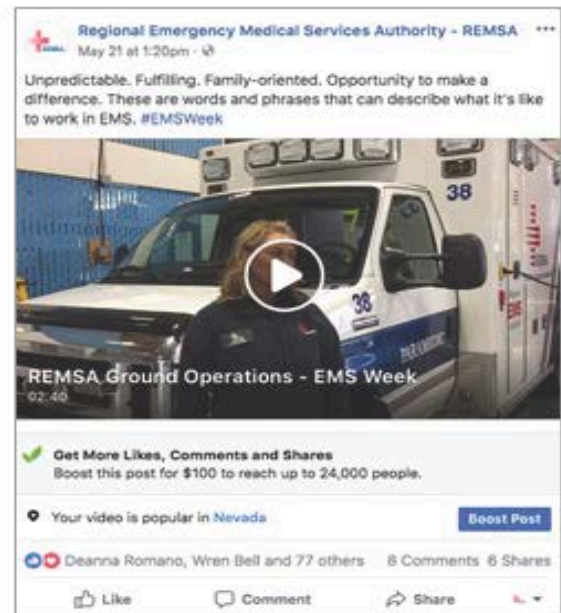 Regional Emergency Medical Services Authority - REMSA
May 21 at 1:20pm ·
Unpredictable. Fulfilling. Family-oriented. Opportunity to make a
difference. These are words and phrases that can describe what it's like
to work in EMS. #EMSWeek
38
38
PARAMEDIC
REMSA Ground Operations - EMS Week
02:40
Get More Likes, Comments and Shares
Boost this post for $100 to reach up to 24,000 people.
Your video is popular in Nevada
Boost Post
Deanna Romano, Wren Bell and 77 others 8 Comments 6 Shares
Like Comment Share